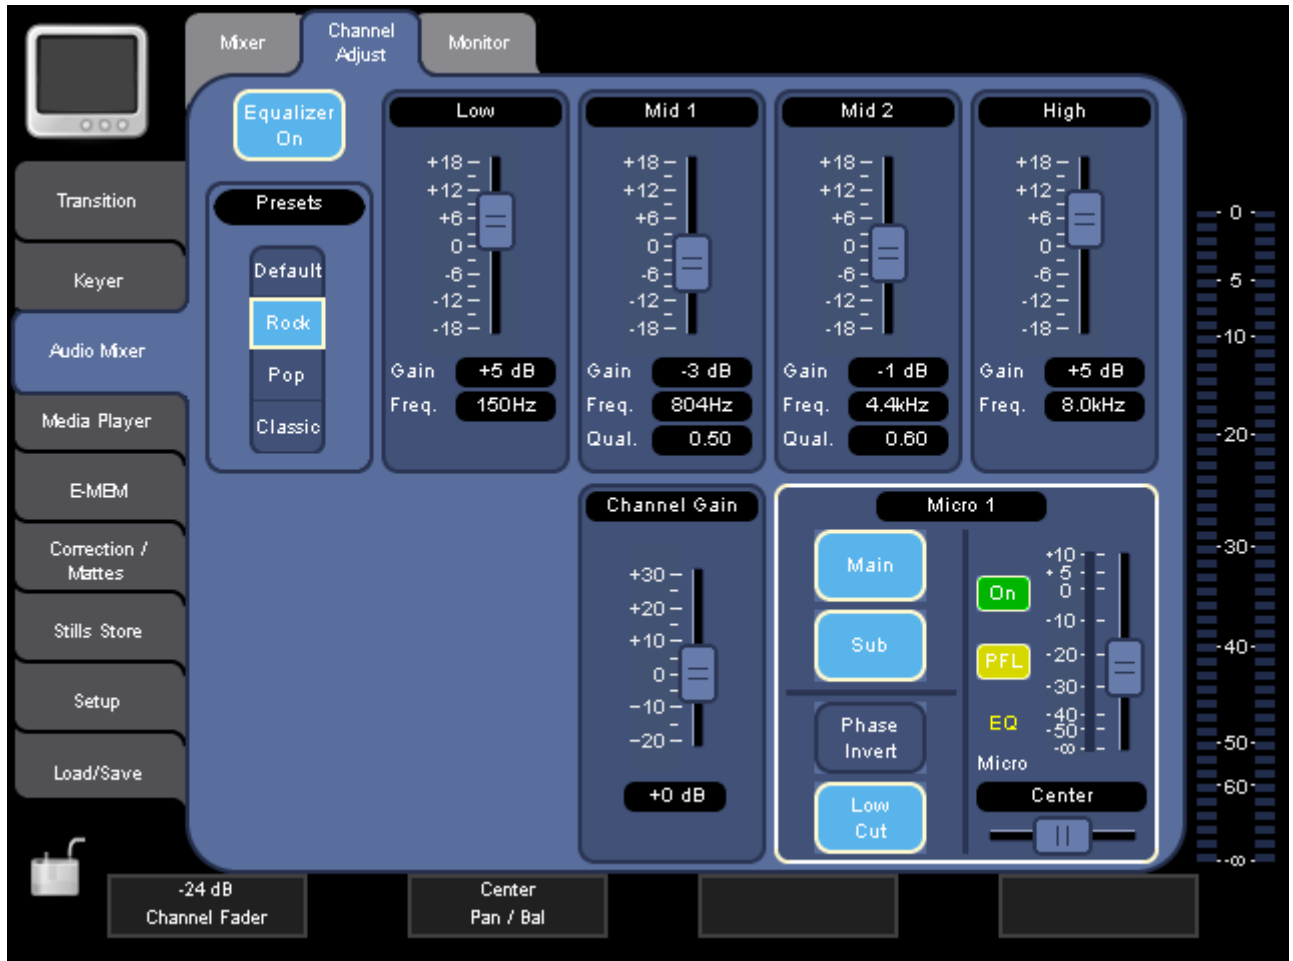 Mixer
Channel
Adjust
Monitor
Equalizer
On
Presets
Default
Rock
Pop
Classic
Low
+18
+12
+6
0
-6
-12
-18
Gain +5 dB
Freq. 150Hz
Mid 1
+18
+12
+6
0
-6
-12
-18
Gain -3 dB
Freq. 804Hz
Qual. 0.50
Mid 2
+18
+12
+6
0
-6
-12
-18
Gain -1 dB
Freq. 4.4kHz
Qual. 0.60
High
+18
+12
+6
0
-6
-12
-18
Gain +5 dB
Freq. 8.0kHz
Transition
Keyer
Audio Mixer
Media Player
E-MEM
Correction /
Mattes
Stills Store
Setup
Load/Save
Channel Gain
+30
+20
+10
0
-10
-20
+0 dB
Micro 1
Main
Sub
Phase
Invert
Low
Cut
On
PFL
EQ
Micro
+10
+ 5
0
-10
-20
-30
-40
-50
-∞
Center
- 0 -
- 5 -
-10-
-20-
-30-
-40-
-50-
-60-
--∞ -
-24 dB
Channel Fader
Center
Pan / Bal